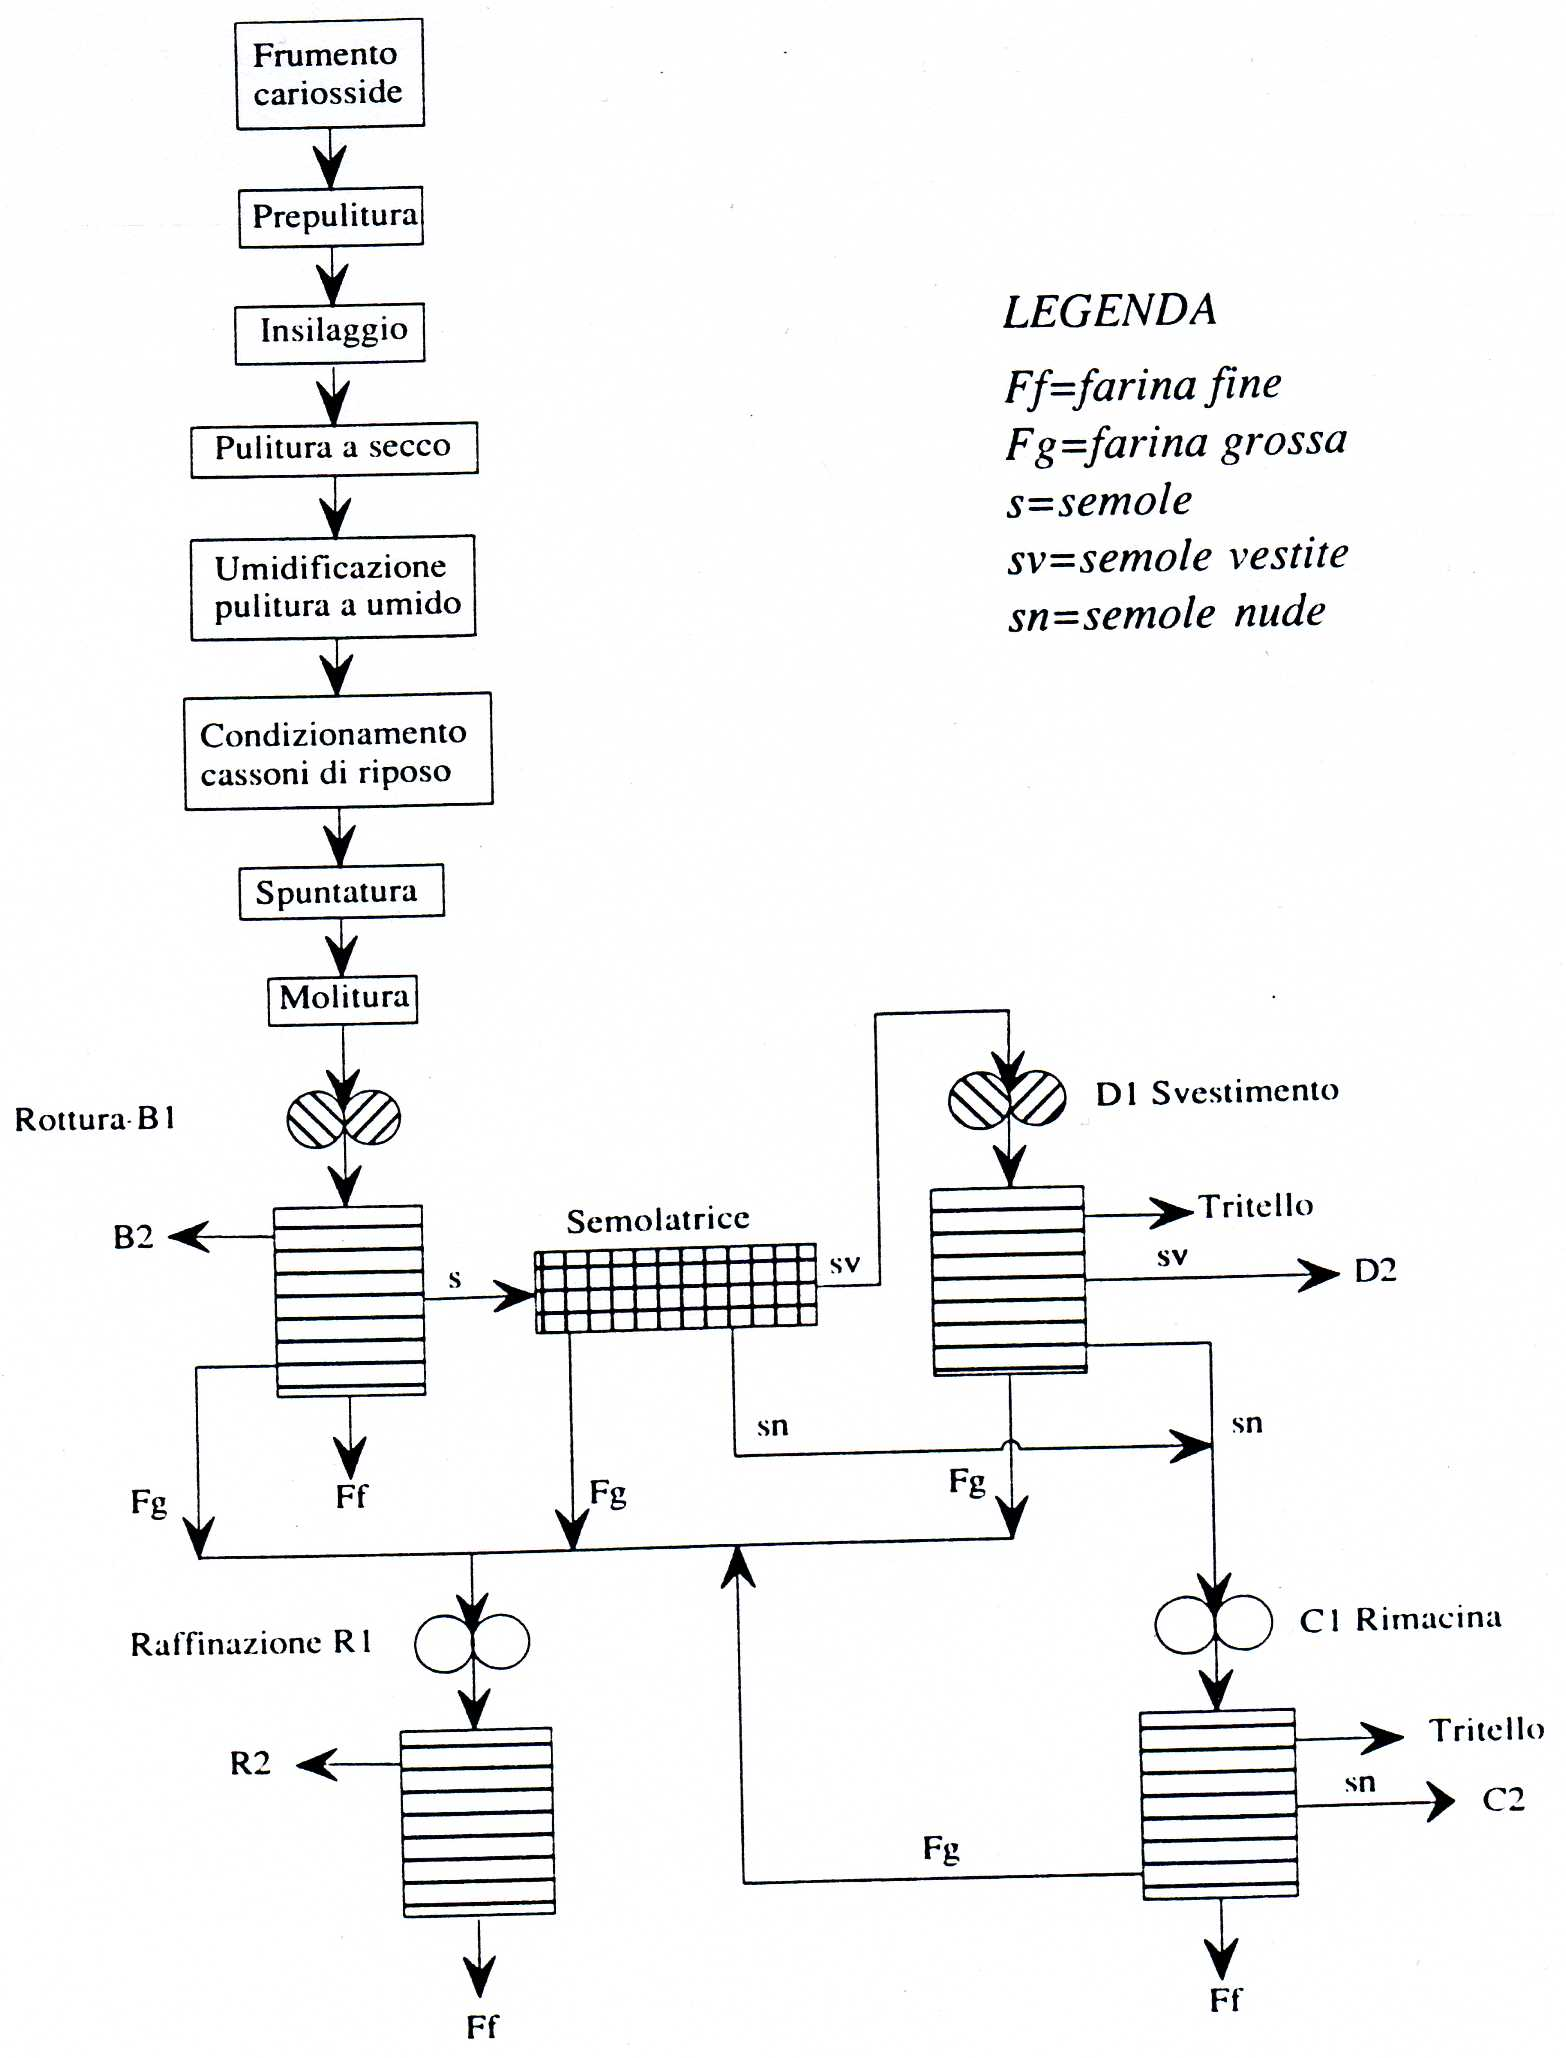 Frumento
cariosside
Prepulitura
Insilaggio
Pulitura a secco
Umidificazione
pulitura a umido
Condizionamento
cassoni di riposo
Spuntatura
Molitura
LEGENDA
Ff=farina fine
Fg=farina grossa
s=semole
sv=semole vestite
sn=semole nude
Rottura B1
D1 Svestimento
B2
s
Semolatrice
sv
Tritello
sv
D2
Fg
Ff
Fg
sn
Fg
sn
Raffinazione R1
C1 Rimacina
R2
Tritello
sn
C2
Fg
Ff
Ff